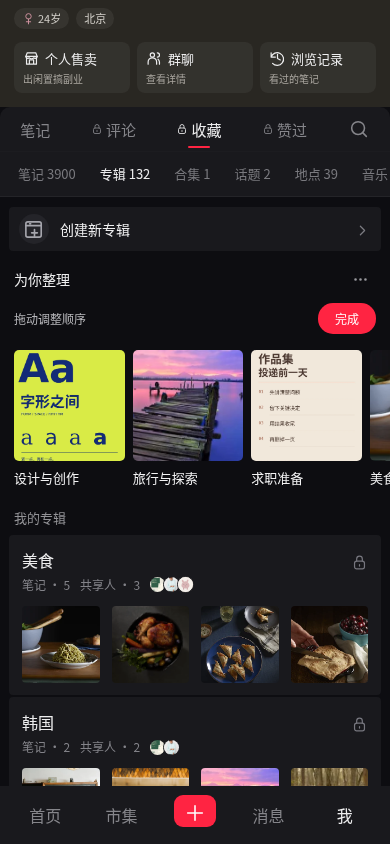 24岁
北京
个人售卖
出闲置搞副业
群聊
查看详情
浏览记录
看过的笔记
笔记
评论
收藏
赞过
笔记 3900
专辑 132
合集 1
话题 2
地点 39
音乐
创建新专辑
为你整理
拖动调整顺序
完成
Aa
字形之间
a a a a
作品集
投递前一天
设计与创作
旅行与探索
求职准备
美食
我的专辑
美食
笔记 · 5 共享人 · 3
韩国
笔记 · 2 共享人 · 2
首页
市集
消息
我